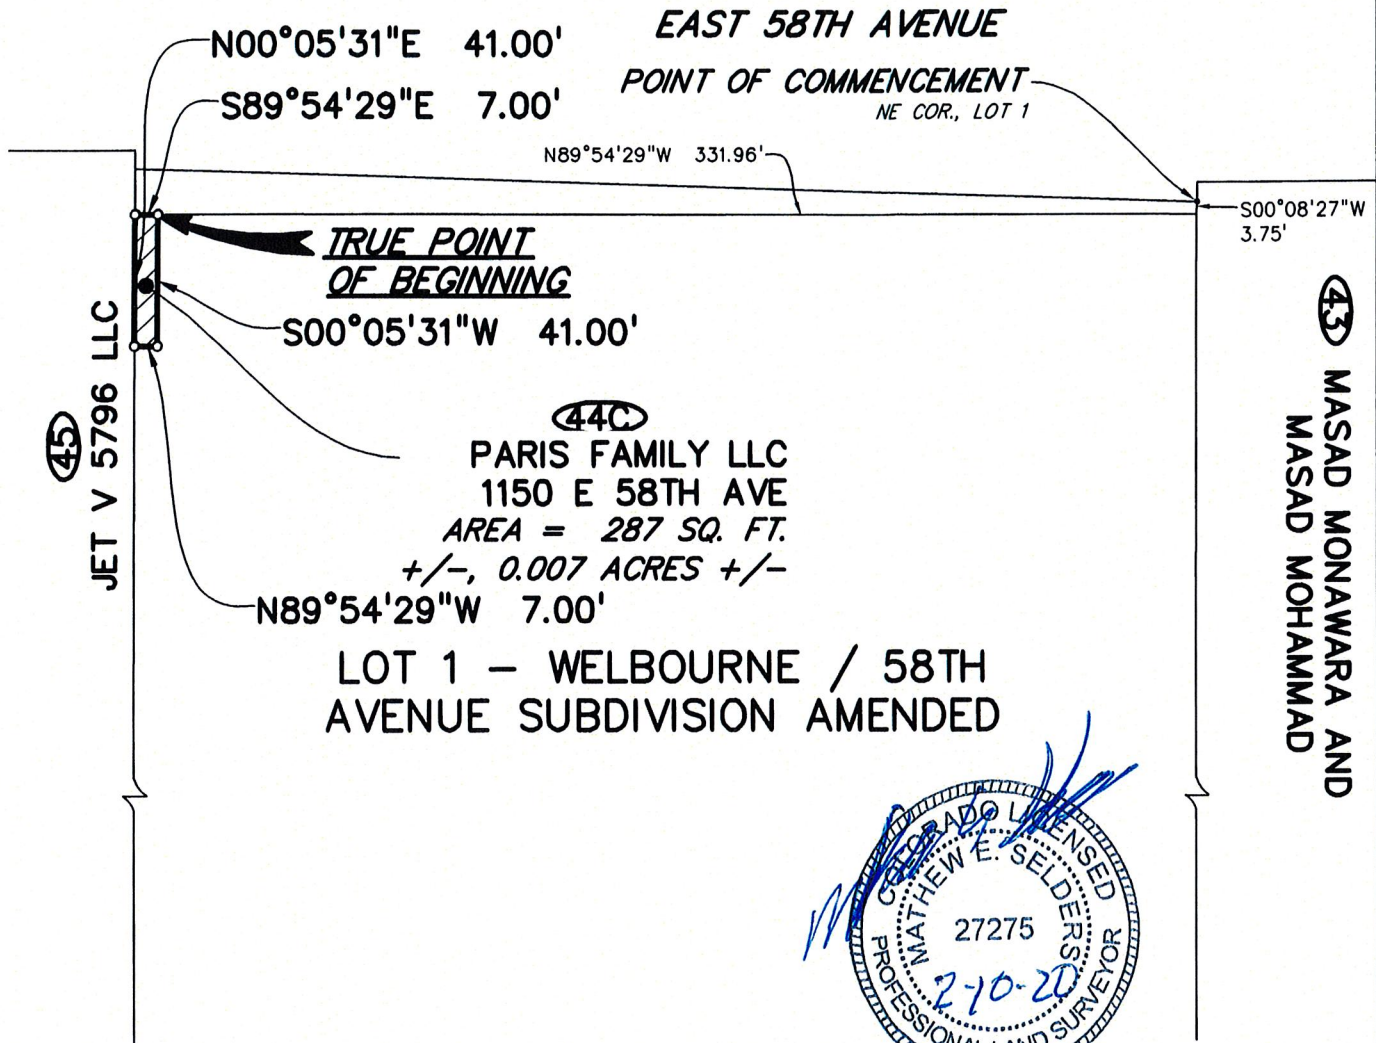 EAST 58TH AVENUE
N00°05'31"E 41.00'
S89°54'29"E 7.00'
POINT OF COMMENCEMENT
NE COR., LOT 1
N89°54'29"W 331.96'
S00°08'27"W
3.75'
TRUE POINT
OF BEGINNING
S00°05'31"W 41.00'
45
JET V 5796 LLC
43 MASAD MONAWARA AND
MASAD MOHAMMAD
44C
PARIS FAMILY LLC
1150 E 58TH AVE
AREA = 287 SQ. FT.
+/-, 0.007 ACRES +/-
N89°54'29"W 7.00'
LOT 1 – WELBOURNE / 58TH
AVENUE SUBDIVISION AMENDED
COLORADO LICENSED
MATHEW E. SELDERS
27275
2-10-20
PROFESSIONAL LAND SURVEYOR